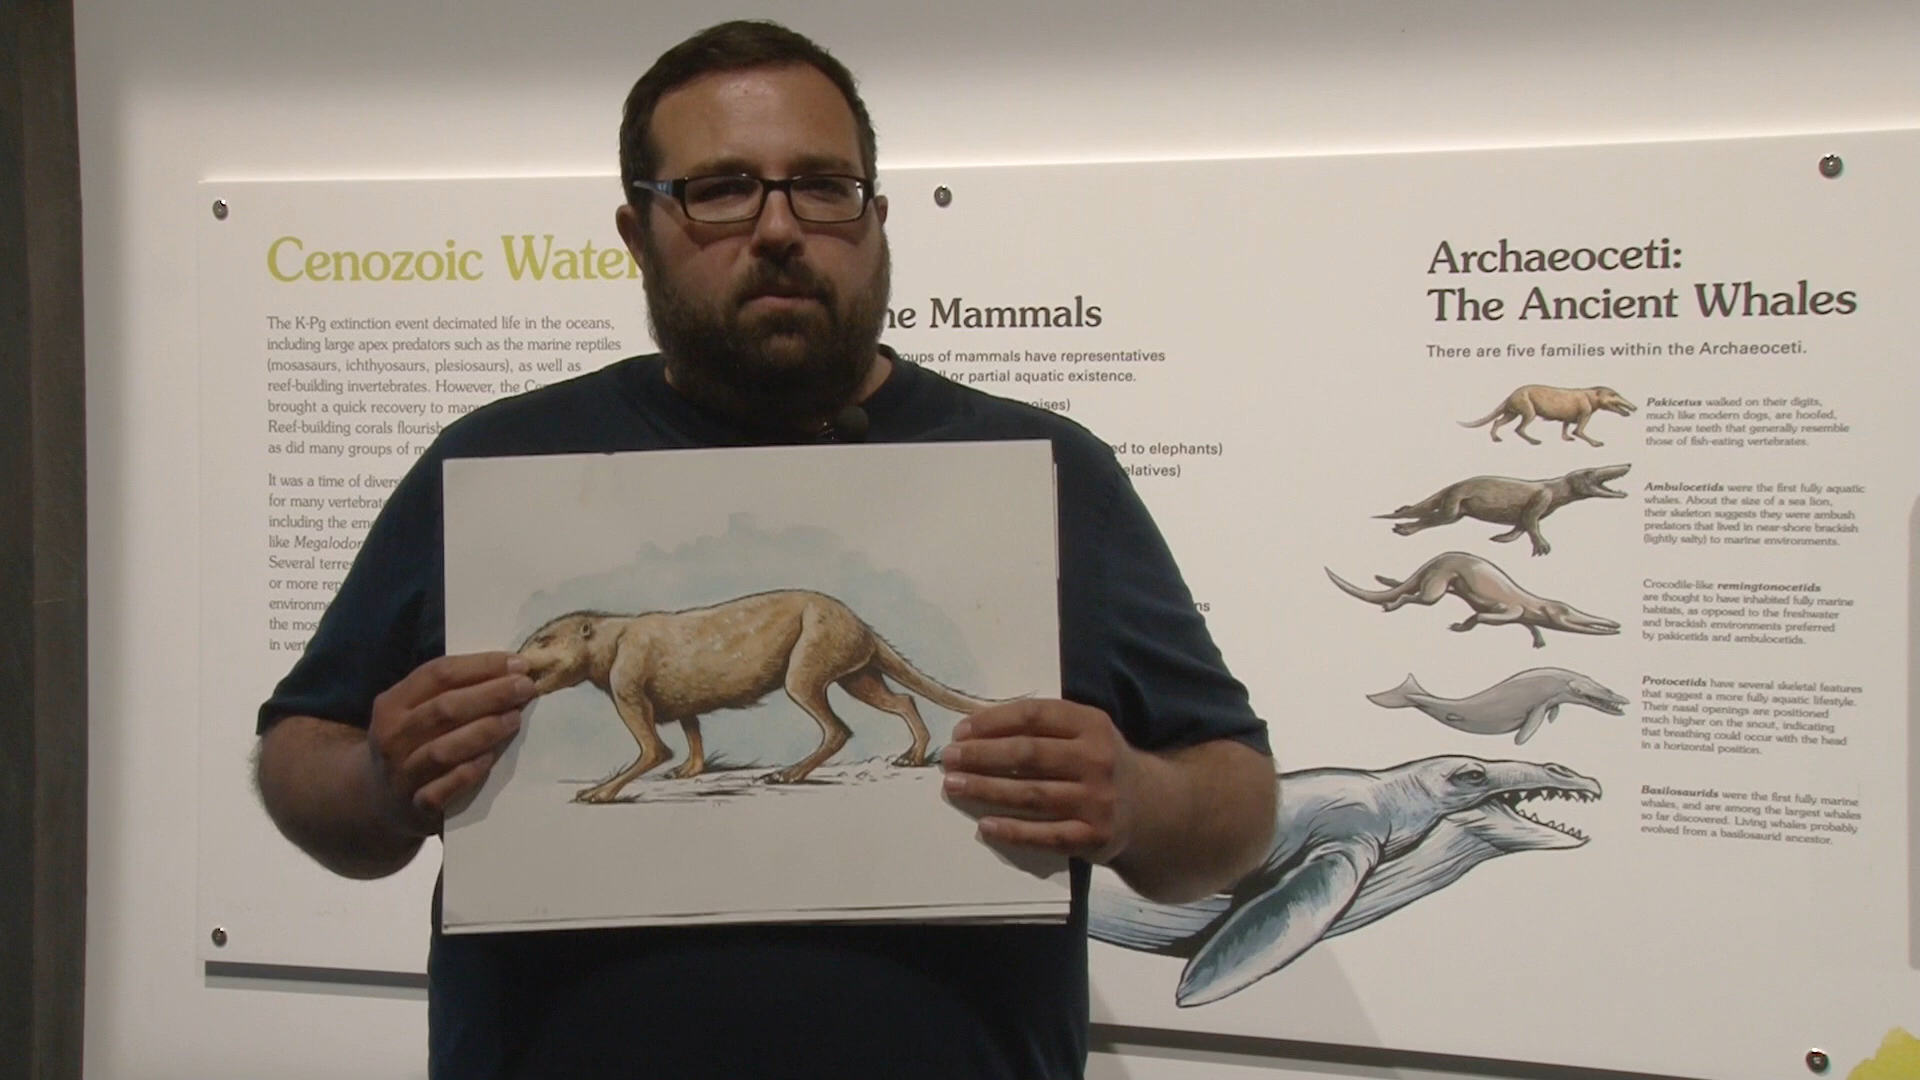 Cenozoic Water
The K-Pg extinction event decimated life in the oceans,
including large apex predators such as the marine reptiles
(mosasaurs, ichthyosaurs, plesiosaurs), as well as
reef-building invertebrates. However, the
brought a quick recovery to many
Reef-building corals flourish
as did many groups of
It was a time of divers
for many vertebrate
including the
like Megalodon
Several terres
or more
environm
the mos
in vert
Mammals
groups of mammals have representatives
or partial aquatic existence.
to elephants)
relatives)
Archaeoceti:
The Ancient Whales
There are five families within the Archaeoceti.
Pakicetus walked on their digits,
much like modern dogs, are hoofed,
and have teeth that generally resemble
those of fish-eating vertebrates.
Ambulocetids were the first fully aquatic
whales. About the size of a sea lion,
their skeleton suggests they were ambush
predators that lived in near-shore brackish
(lightly salty) to marine environments.
Crocodile-like remingtonocetids
are thought to have inhabited fully marine
habitats, as opposed to the freshwater
and brackish environments preferred
by pakicetids and ambulocetids.
Protocetids have several skeletal features
that suggest a more fully aquatic lifestyle.
Their nasal openings are positioned
much higher on the snout, indicating
that breathing could occur with the head
in a horizontal position.
Basilosaurids were the first fully marine
whales, and are among the largest whales
so far discovered. Living whales probably
evolved from a basilosaurid ancestor.